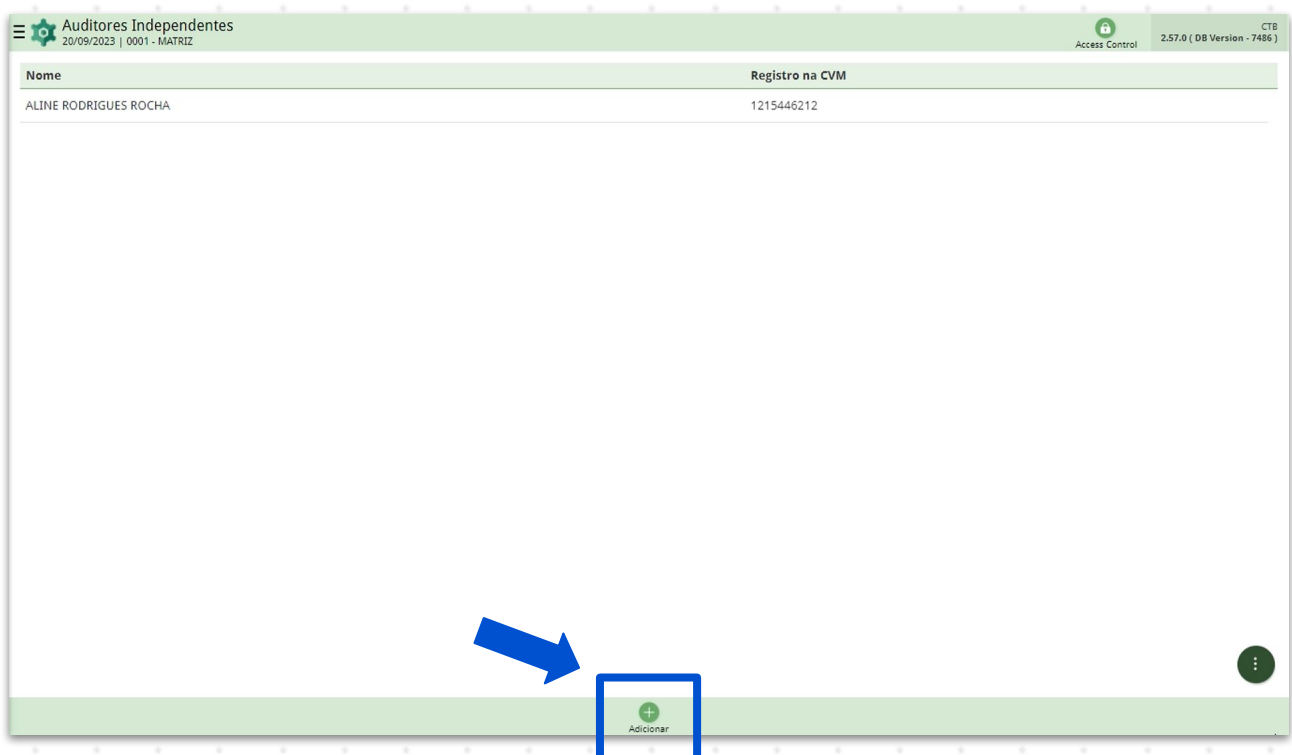 Auditores Independentes
20/09/2023 | 0001 - MATRIZ
Access Control
CTB
2.57.0 ( DB Version - 7486 )
Nome Registro na CVM
ALINE RODRIGUES ROCHA 1215446212
Adicionar